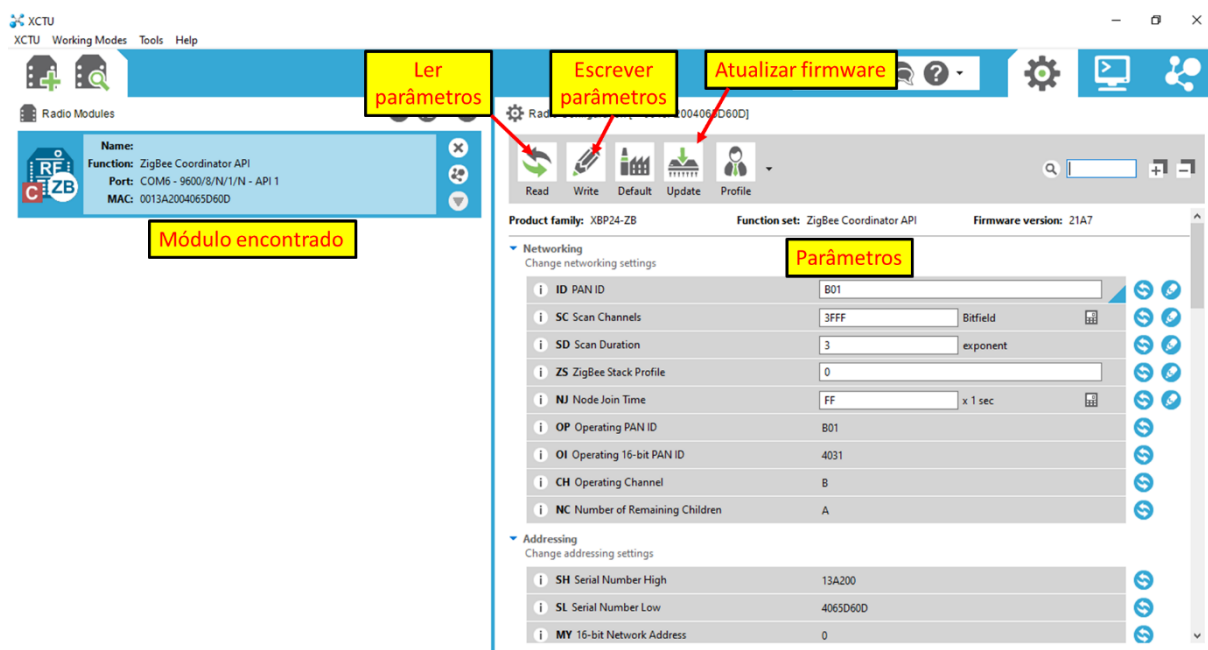 XCTU
XCTU Working Modes Tools Help
Ler
parâmetros
Escrever
parâmetros
Atualizar firmware
Radio Modules
Name:
Function: ZigBee Coordinator API
Port: COM6 - 9600/8/N/1/N - API 1
MAC: 0013A2004065D60D
RF
C ZB
Módulo encontrado
Read Write Default Update Profile
Product family: XBP24-ZB Function set: ZigBee Coordinator API Firmware version: 21A7
Networking
Change networking settings
Parâmetros
i ID PAN ID B01
i SC Scan Channels 3FFF Bitfield
i SD Scan Duration 3 exponent
i ZS ZigBee Stack Profile 0
i NJ Node Join Time FF x 1 sec
i OP Operating PAN ID B01
i OI Operating 16-bit PAN ID 4031
i CH Operating Channel B
i NC Number of Remaining Children A
Addressing
Change addressing settings
i SH Serial Number High 13A200
i SL Serial Number Low 4065D60D
i MY 16-bit Network Address 0